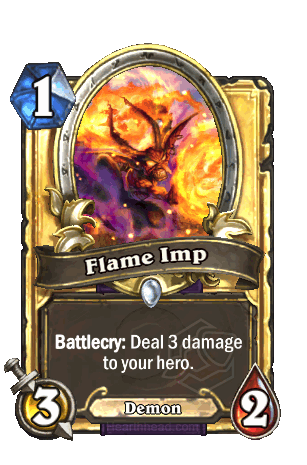 1
Flame Imp
Battlecry: Deal 3 damage
to your hero.
3
Demon
2
Hearthhead.com